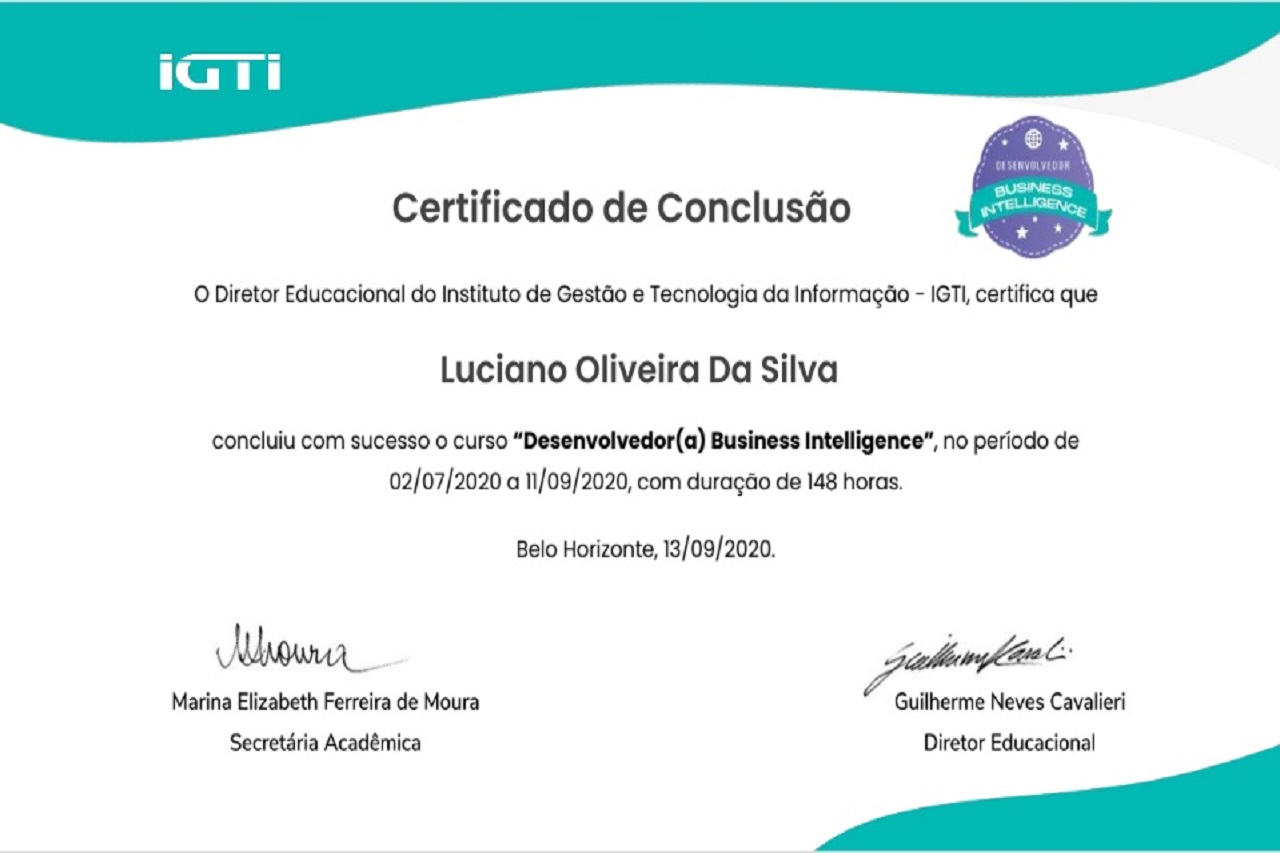 iGTi
DESENVOLVEDOR
BUSINESS
INTELLIGENCE
Certificado de Conclusão
O Diretor Educacional do Instituto de Gestão e Tecnologia da Informação - IGTI, certifica que
Luciano Oliveira Da Silva
concluiu com sucesso o curso “Desenvolvedor(a) Business Intelligence”, no período de
02/07/2020 a 11/09/2020, com duração de 148 horas.
Belo Horizonte, 13/09/2020.
Marina Elizabeth Ferreira de Moura
Secretária Acadêmica
Guilherme Neves Cavalieri
Diretor Educacional